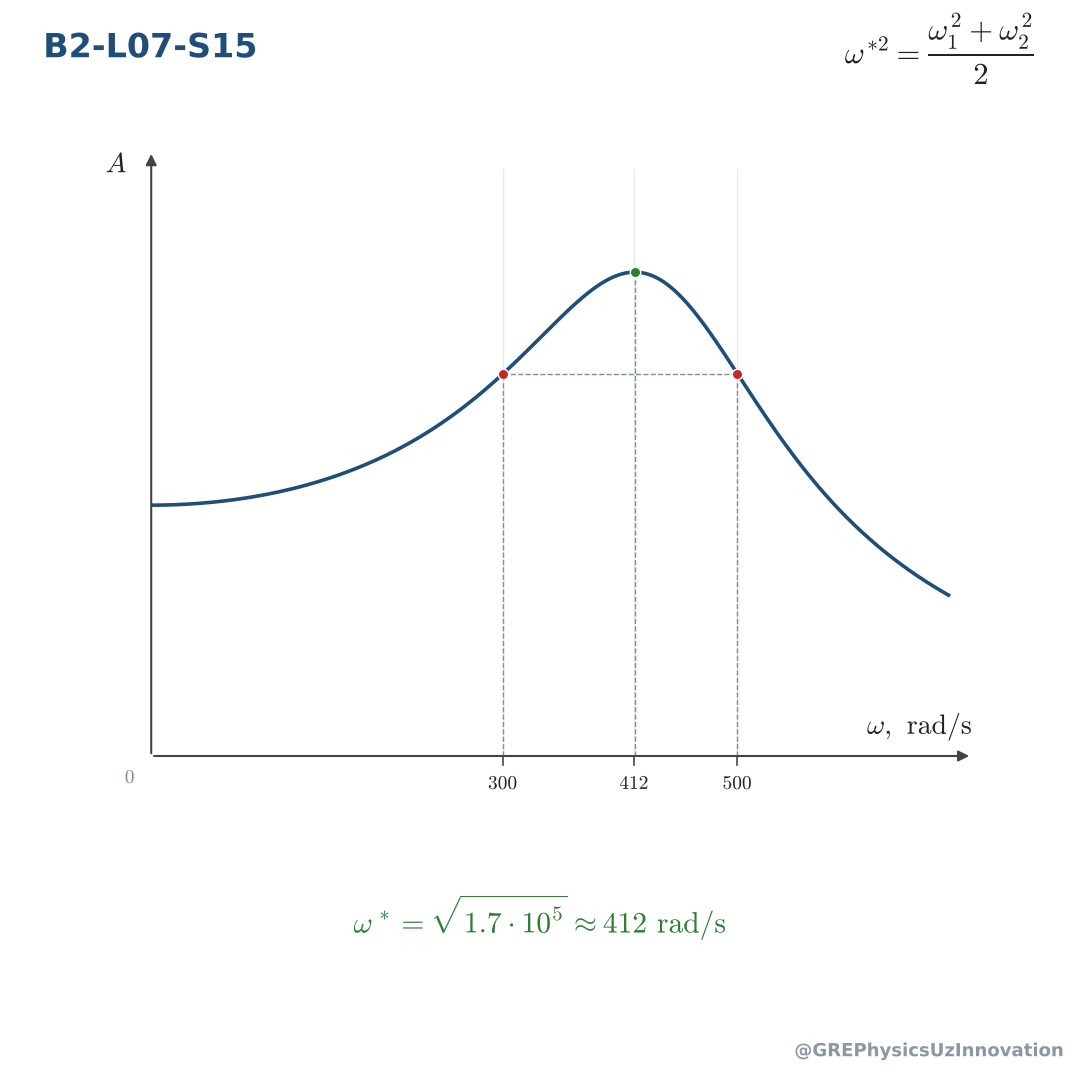 B2-L07-S15
ω*² = (ω₁² + ω₂²)/2
A
ω, rad/s
0
300 412 500
ω* = √(1.7 · 10⁵) ≈ 412 rad/s
@GREPhysicsUzInnovation